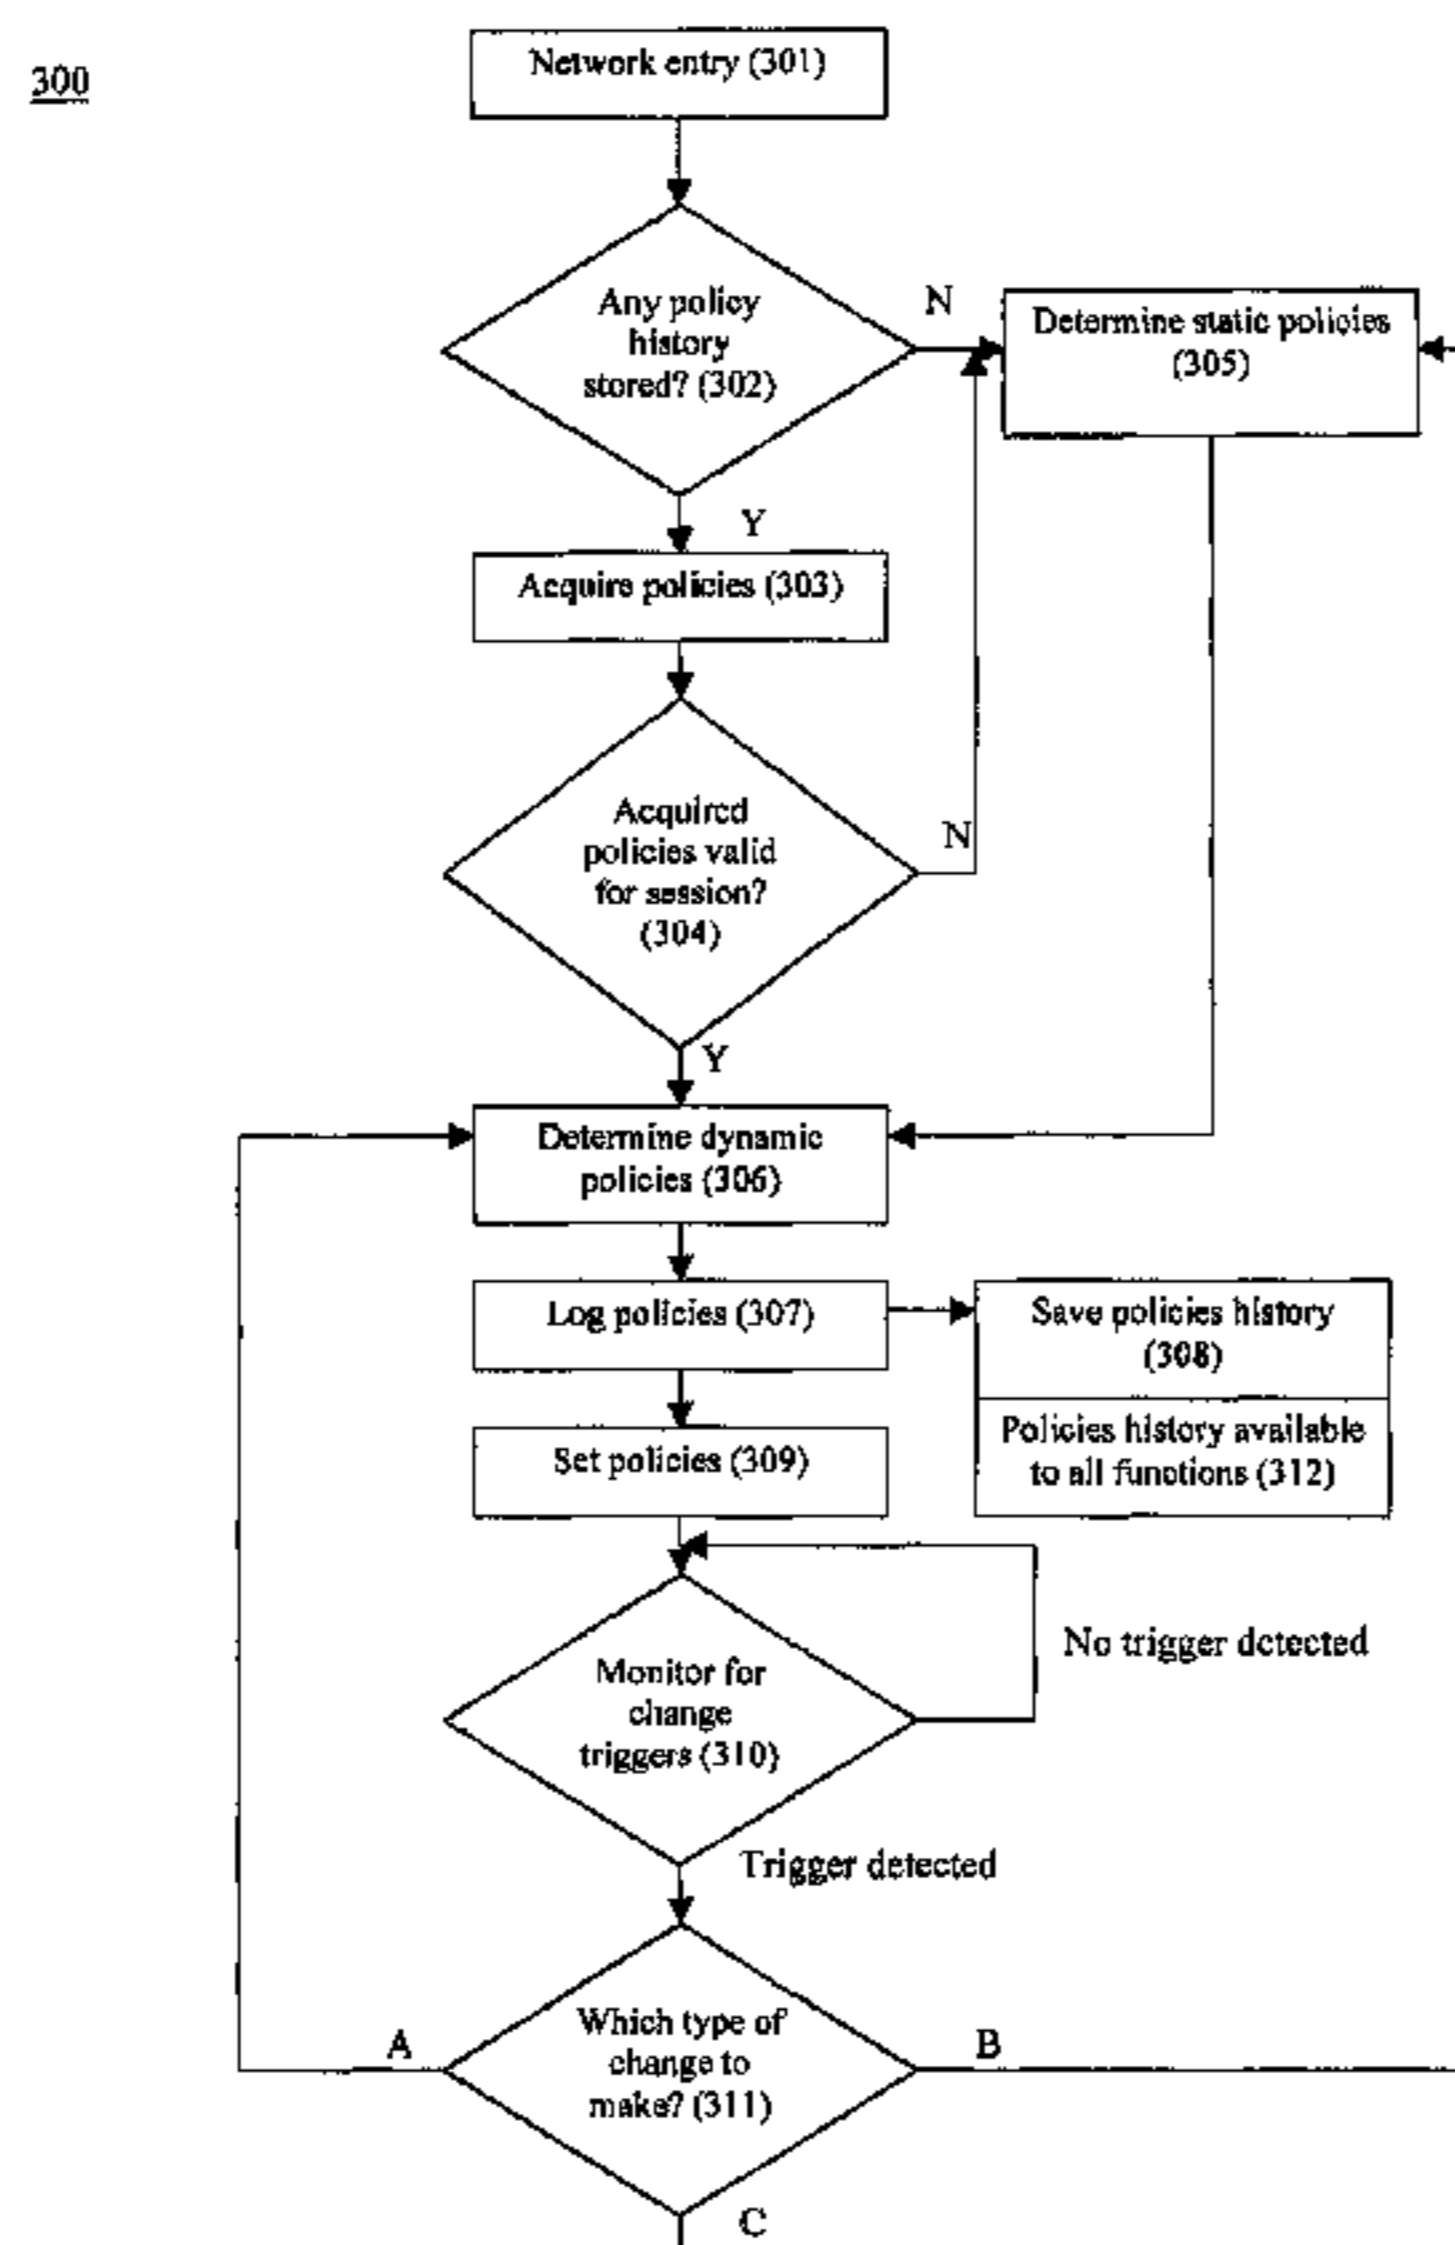 300
Network entry (301)
Any policy
history
stored? (302)
N
Determine static policies
(305)
Y
Acquire policies (303)
Acquired
policies valid
for session?
(304)
N
Y
Determine dynamic
policies (306)
Log policies (307)
Save policies history
(308)
Policies history available
to all functions (312)
Set policies (309)
No trigger detected
Monitor for
change
triggers (310)
Trigger detected
Which type of
change to
make? (311)
A
B
C